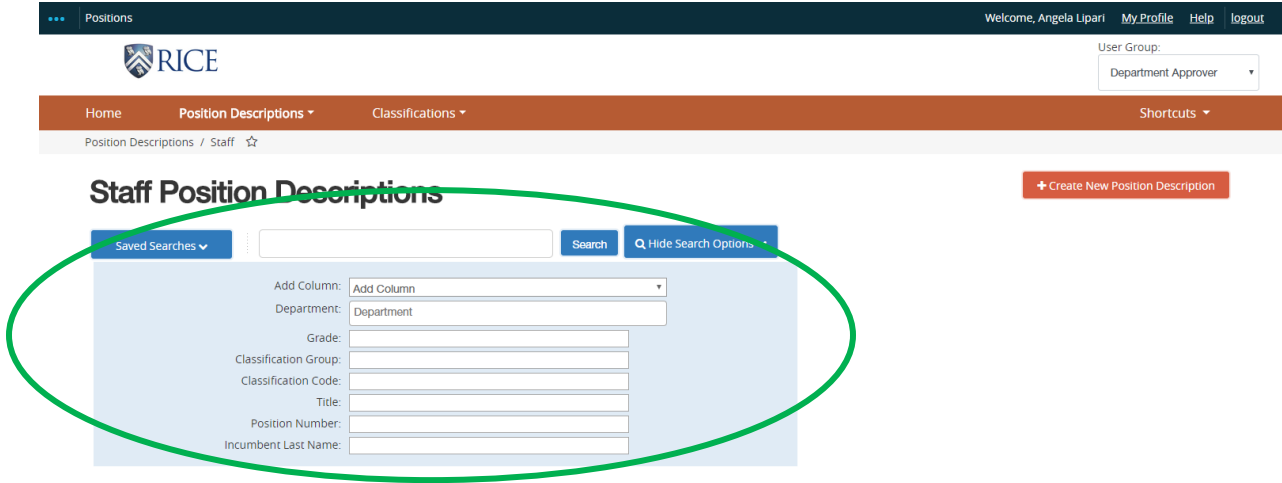 ••• Positions Welcome, Angela Lipari My Profile Help logout
RICE
User Group:
Department Approver
Home Position Descriptions Classifications Shortcuts
Position Descriptions / Staff
Staff Position Descriptions
+ Create New Position Description
Saved Searches Search Hide Search Options
Add Column: Add Column
Department: Department
Grade:
Classification Group:
Classification Code:
Title:
Position Number:
Incumbent Last Name: